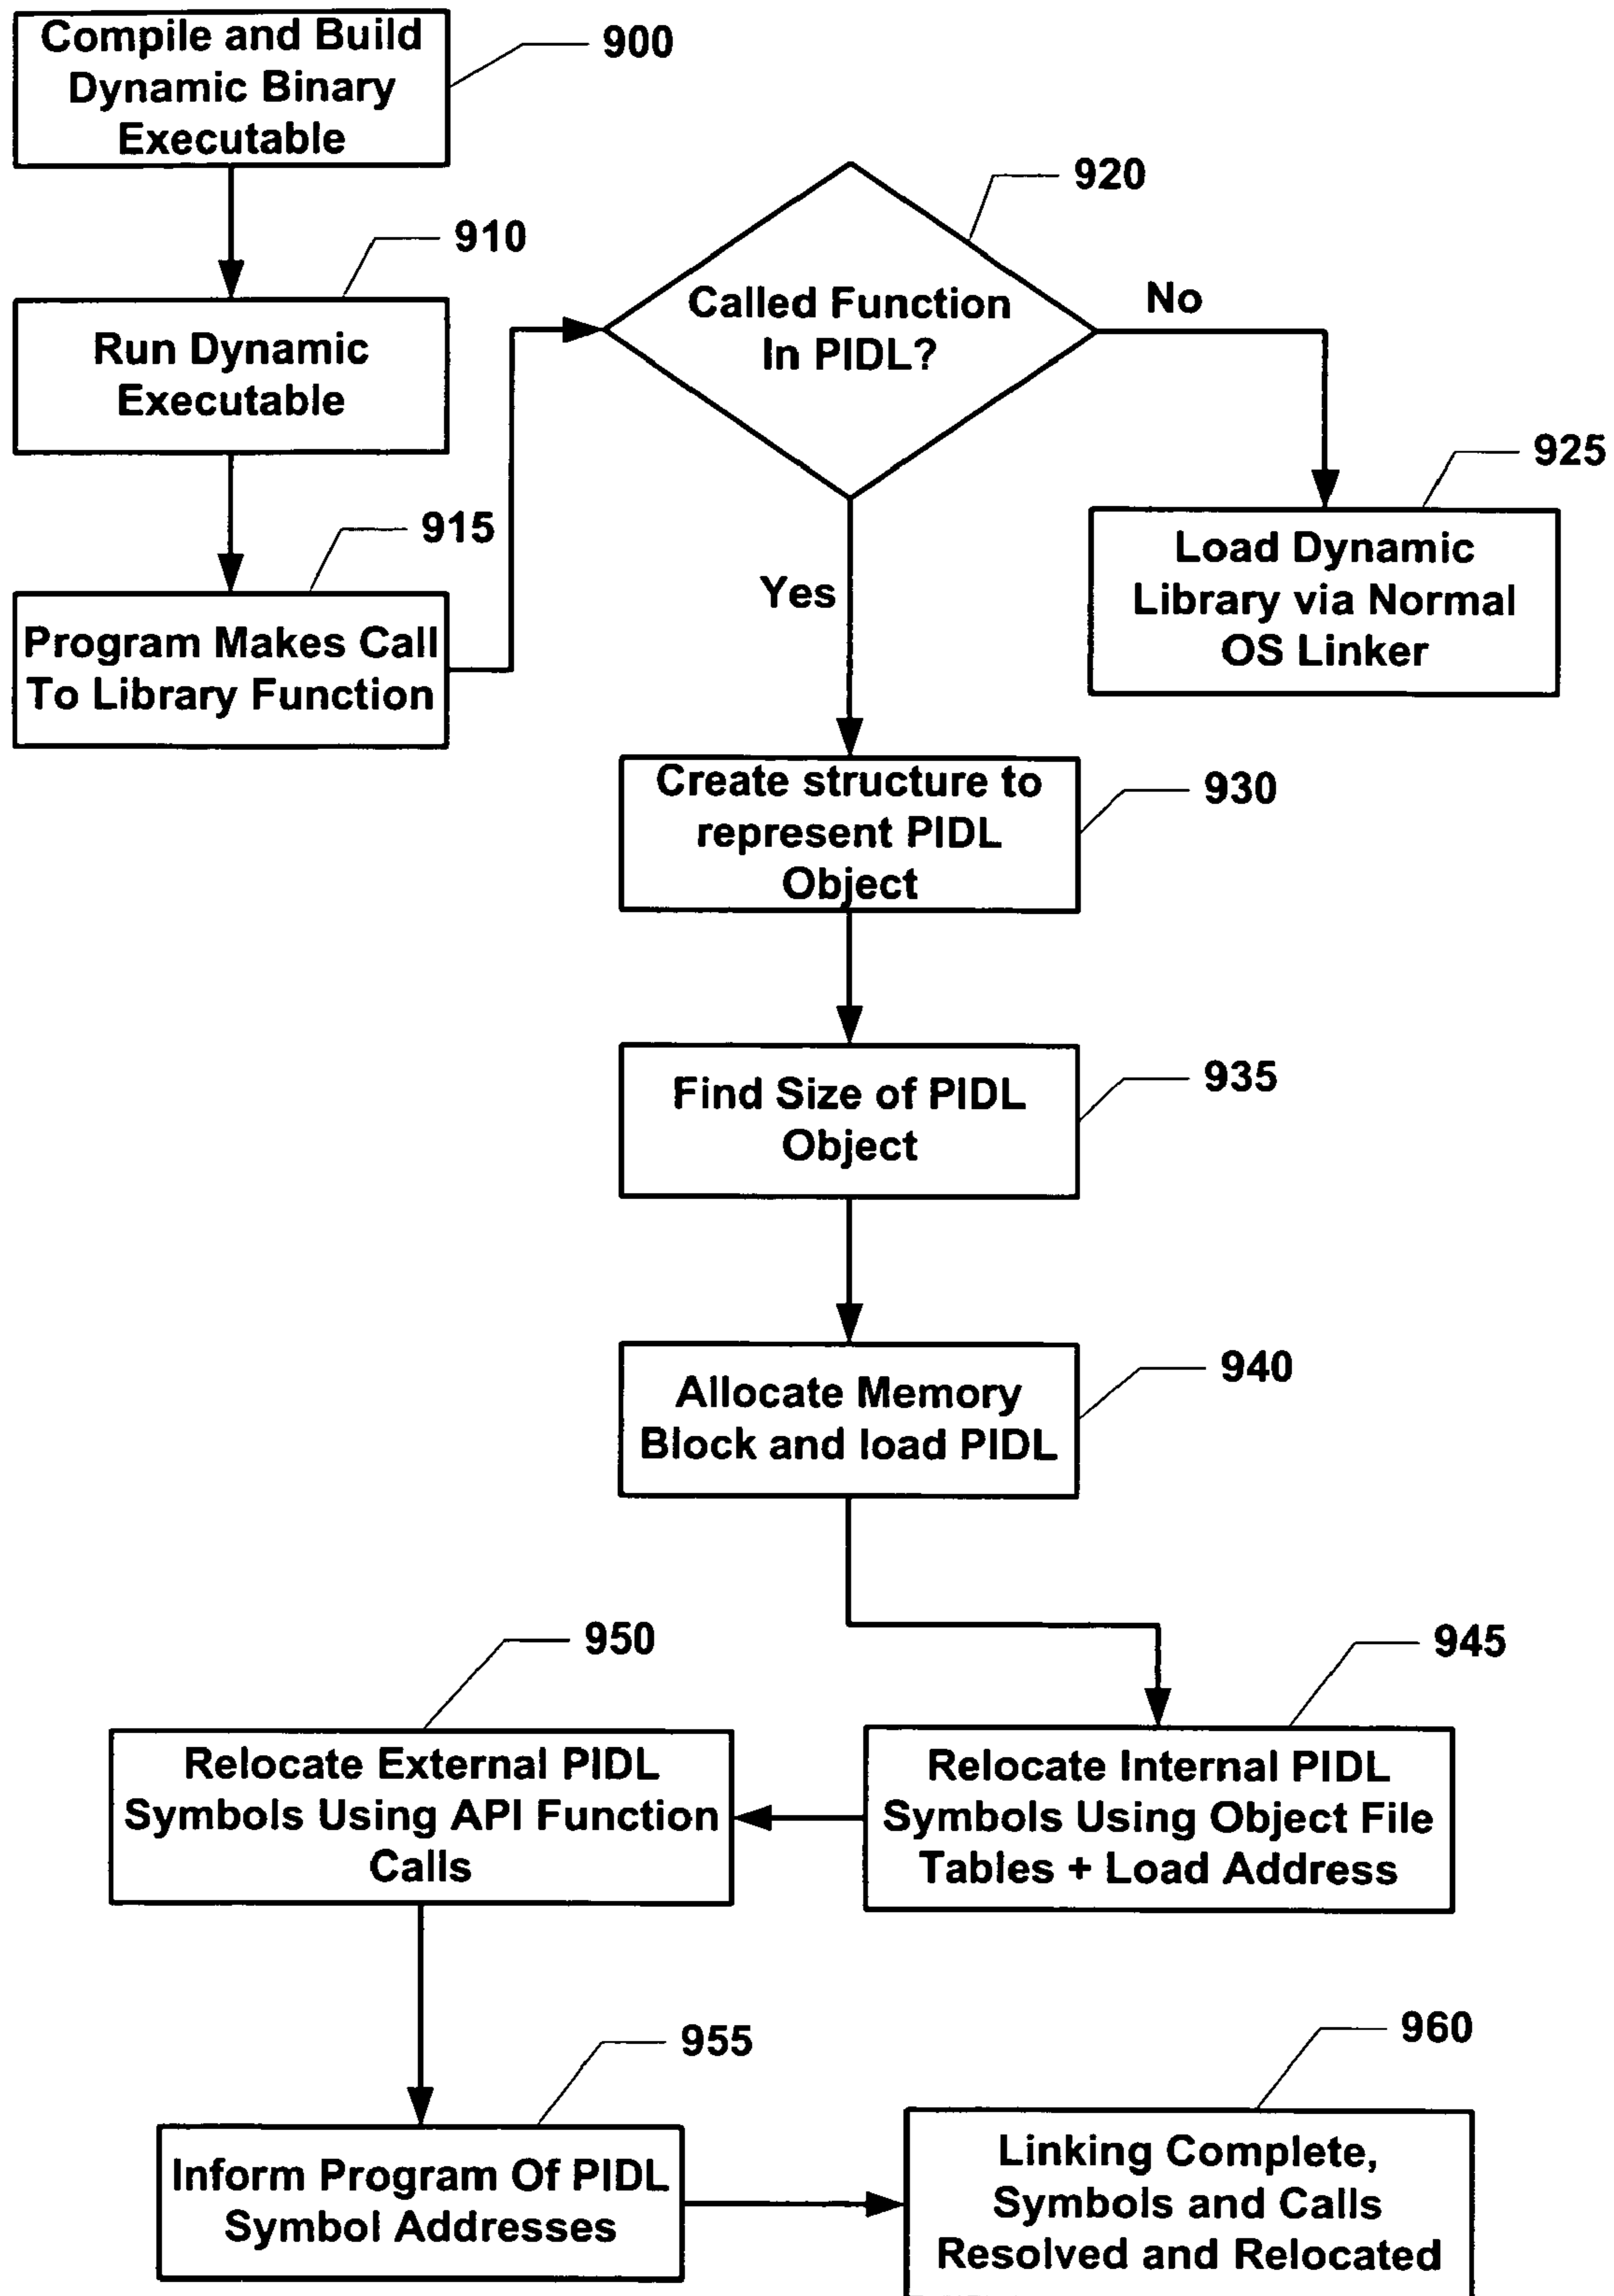 Compile and Build
Dynamic Binary
Executable
900
910
Run Dynamic
Executable
915
Program Makes Call
To Library Function
920
Called Function
In PIDL?
No
925
Load Dynamic
Library via Normal
OS Linker
Yes
Create structure to
represent PIDL
Object
930
Find Size of PIDL
Object
935
Allocate Memory
Block and load PIDL
940
945
Relocate Internal PIDL
Symbols Using Object File
Tables + Load Address
950
Relocate External PIDL
Symbols Using API Function
Calls
955
Inform Program Of PIDL
Symbol Addresses
960
Linking Complete,
Symbols and Calls
Resolved and Relocated